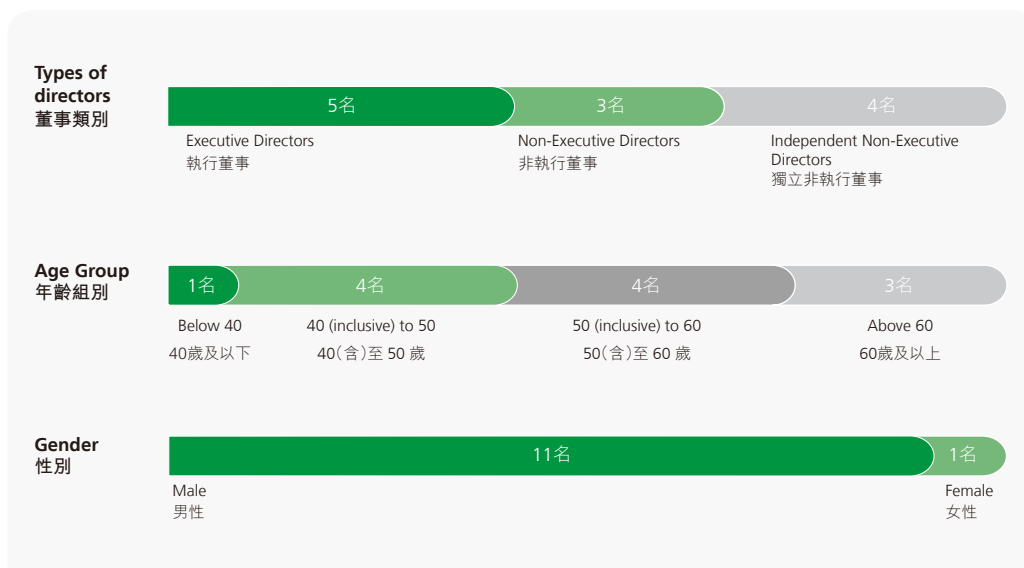 Types of
directors
董事類別
5名
3名
4名
Executive Directors
執行董事
Non-Executive Directors
非執行董事
Independent Non-Executive
Directors
獨立非執行董事
Age Group
年齡組別
1名
4名
4名
3名
Below 40
40歲及以下
40 (inclusive) to 50
40(含)至 50 歲
50 (inclusive) to 60
50(含)至 60 歲
Above 60
60歲及以上
Gender
性別
11名
1名
Male
男性
Female
女性